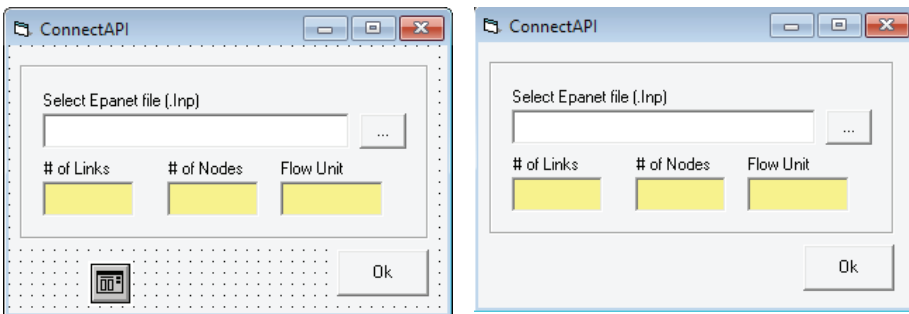 ConnectAPI
Select Epanet file (.Inp)
...
# of Links # of Nodes Flow Unit
Ok
ConnectAPI
Select Epanet file (.Inp)
...
# of Links # of Nodes Flow Unit
Ok